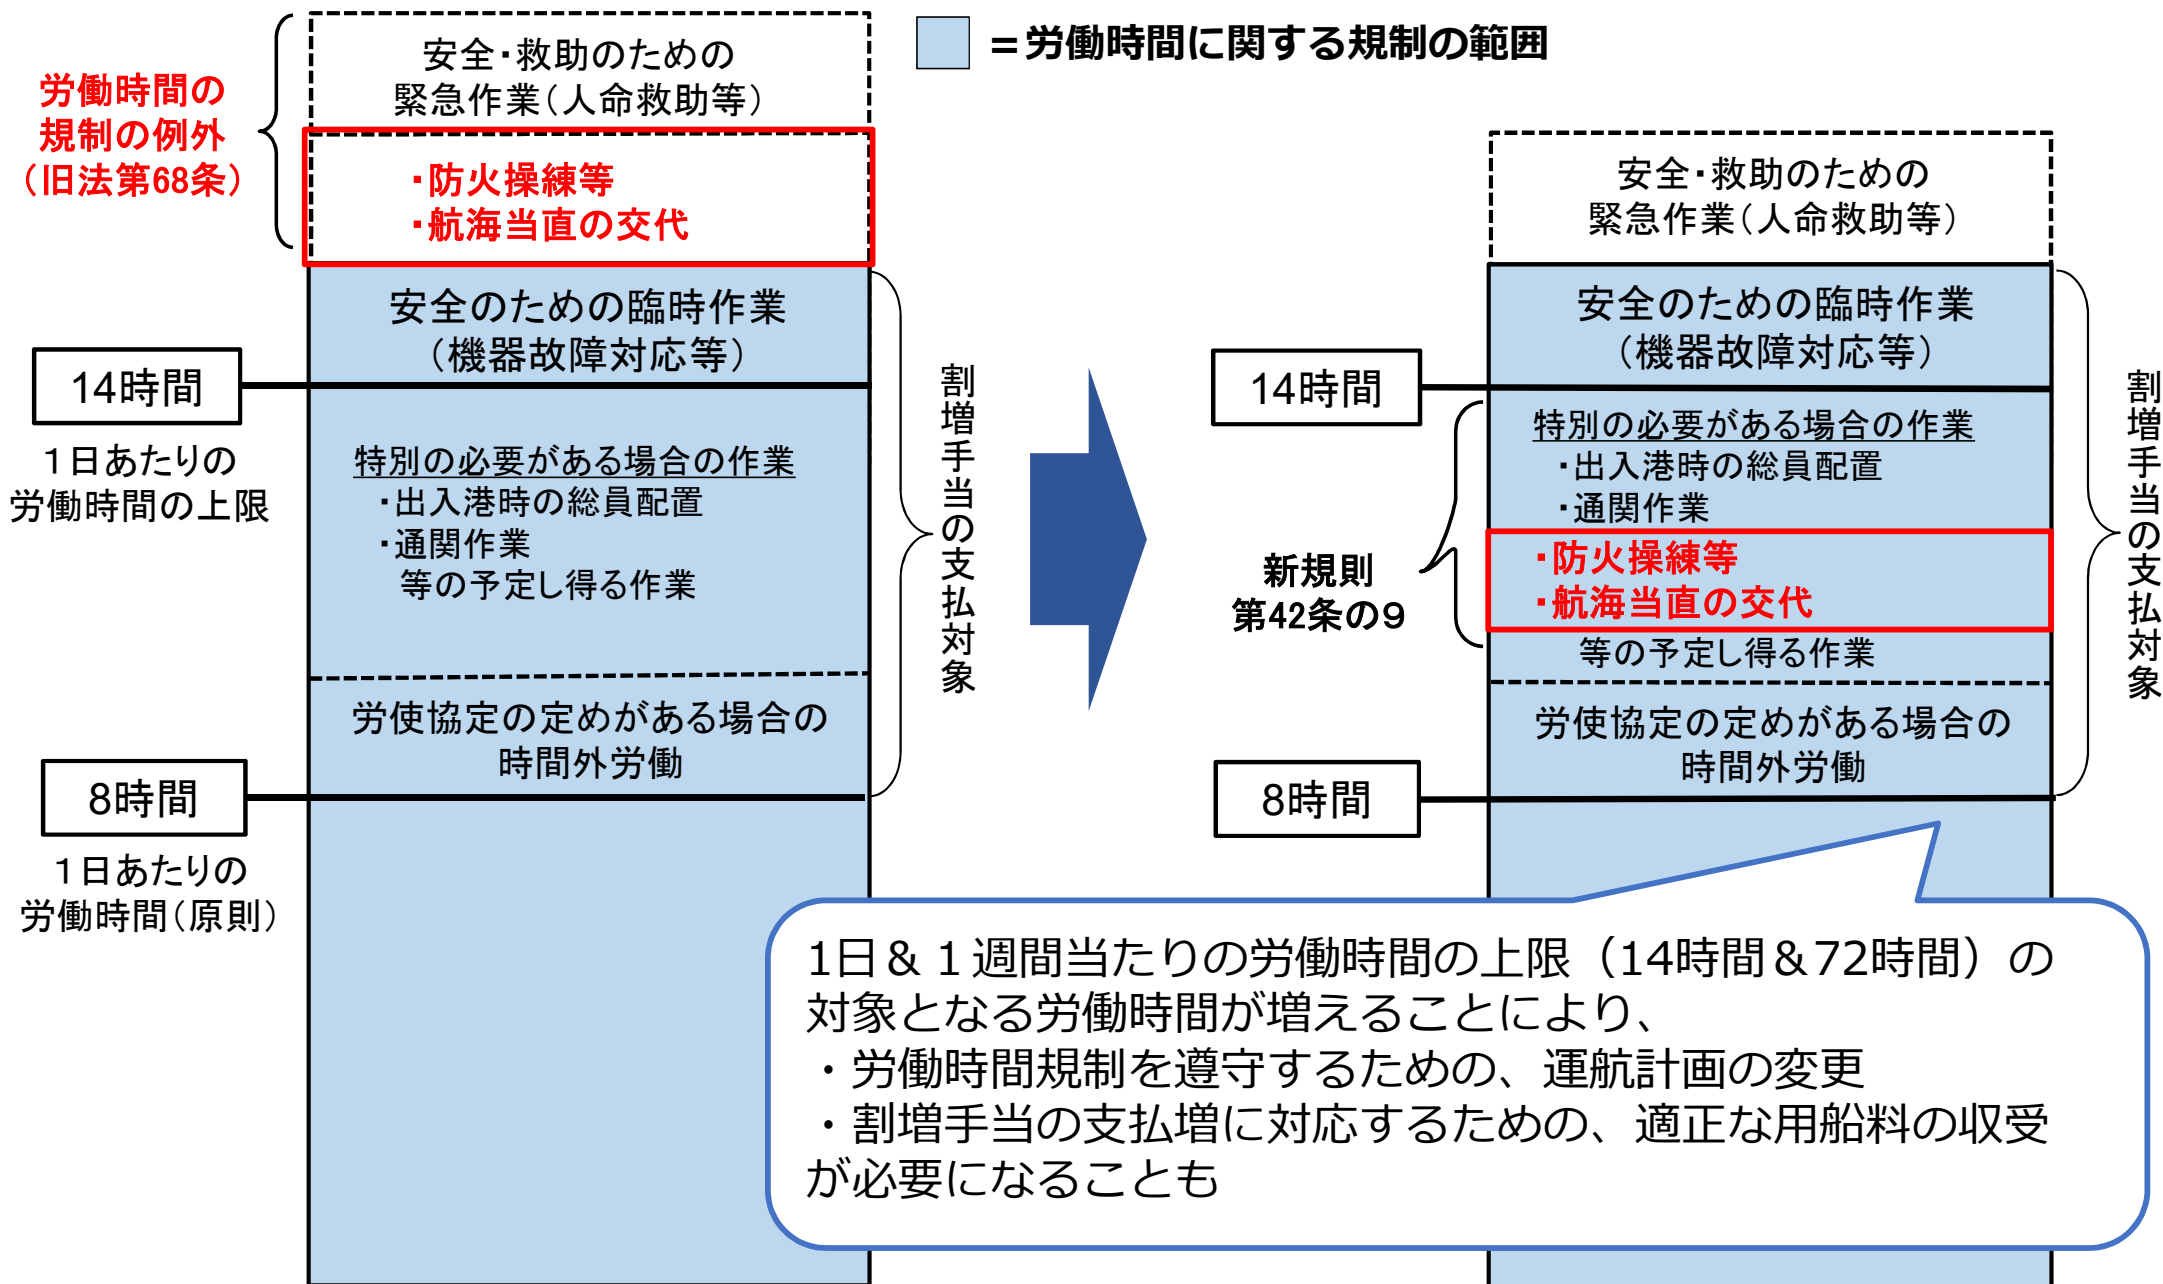 ＝労働時間に関する規制の範囲
安全・救助のための
緊急作業（人命救助等）
労働時間の
規制の例外
（旧法第68条）
・防火操練等
・航海当直の交代
安全のための臨時作業
（機器故障対応等）
14時間
１日あたりの
労働時間の上限
特別の必要がある場合の作業
・出入港時の総員配置
・通関作業
等の予定し得る作業
割増手当の支払対象
労使協定の定めがある場合の
時間外労働
8時間
１日あたりの
労働時間（原則）
安全・救助のための
緊急作業（人命救助等）
安全のための臨時作業
（機器故障対応等）
14時間
特別の必要がある場合の作業
・出入港時の総員配置
・通関作業
・防火操練等
・航海当直の交代
等の予定し得る作業
新規則
第42条の９
割増手当の支払対象
労使協定の定めがある場合の
時間外労働
8時間
1日＆１週間当たりの労働時間の上限（14時間＆72時間）の
対象となる労働時間が増えることにより、
・労働時間規制を遵守するための、運航計画の変更
・割増手当の支払増に対応するための、適正な用船料の収受
が必要になることも